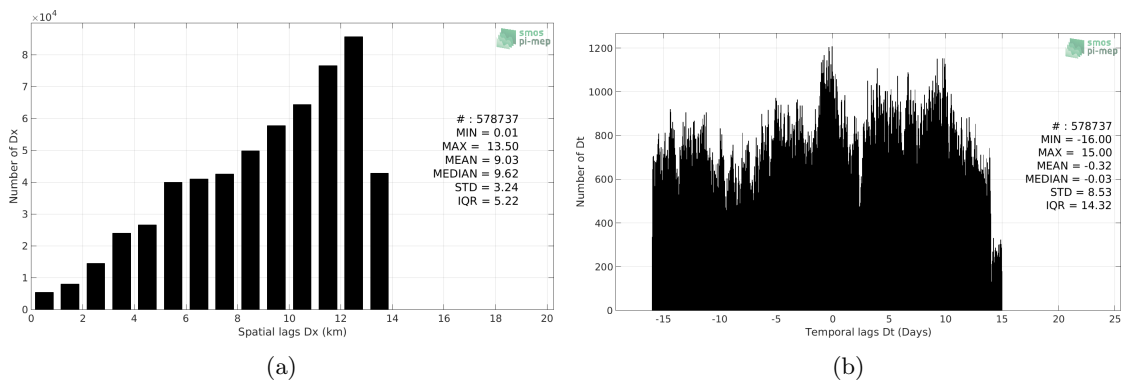 ×10⁴
8
7
6
5
4
3
2
1
0
Number of Dx
0 2 4 6 8 10 12 14 16 18 20
Spatial lags Dx (km)
smos
pi-mep
# : 578737
MIN = 0.01
MAX = 13.50
MEAN = 9.03
MEDIAN = 9.62
STD = 3.24
IQR = 5.22
(a)
1200
1000
800
600
400
200
0
Number of Dt
-15 -10 -5 0 5 10 15 20 25
Temporal lags Dt (Days)
smos
pi-mep
# : 578737
MIN = -16.00
MAX = 15.00
MEAN = -0.32
MEDIAN = -0.03
STD = 8.53
IQR = 14.32
(b)